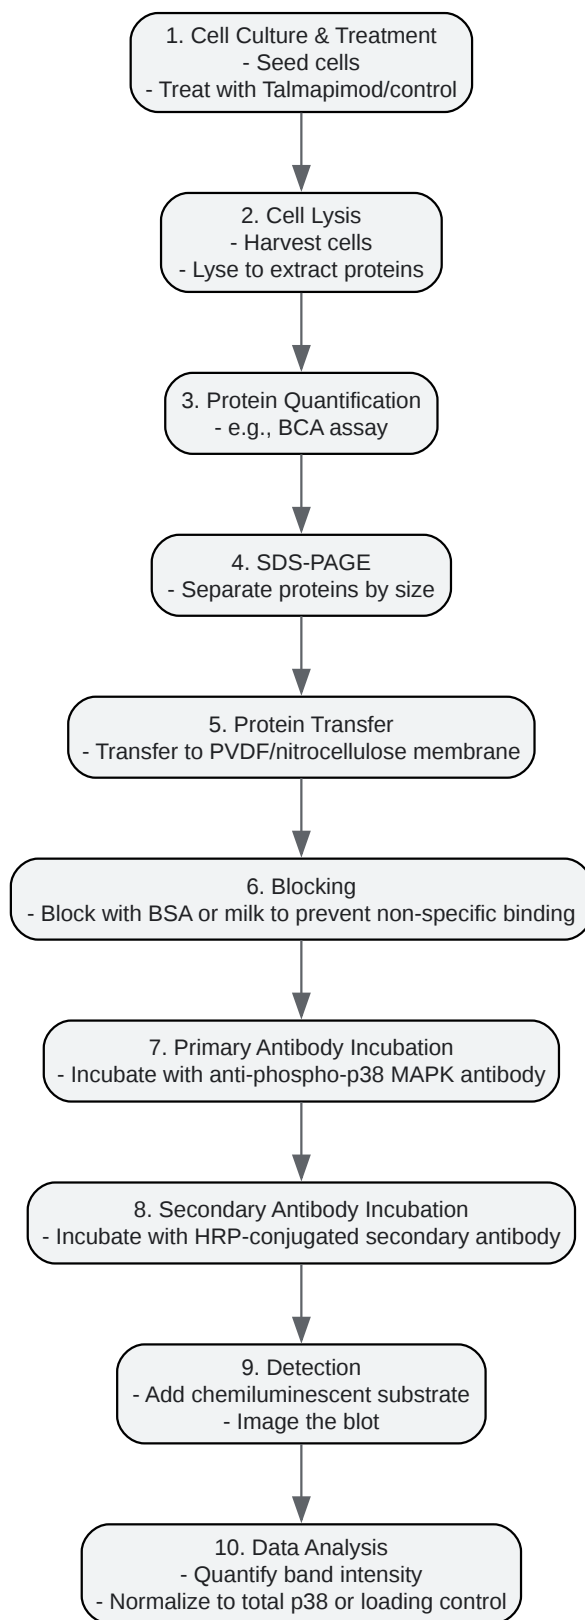 1. Cell Culture & Treatment
- Seed cells
- Treat with Talmapimod/control
2. Cell Lysis
- Harvest cells
- Lyse to extract proteins
3. Protein Quantification
- e.g., BCA assay
4. SDS-PAGE
- Separate proteins by size
5. Protein Transfer
- Transfer to PVDF/nitrocellulose membrane
6. Blocking
- Block with BSA or milk to prevent non-specific binding
7. Primary Antibody Incubation
- Incubate with anti-phospho-p38 MAPK antibody
8. Secondary Antibody Incubation
- Incubate with HRP-conjugated secondary antibody
9. Detection
- Add chemiluminescent substrate
- Image the blot
10. Data Analysis
- Quantify band intensity
- Normalize to total p38 or loading control